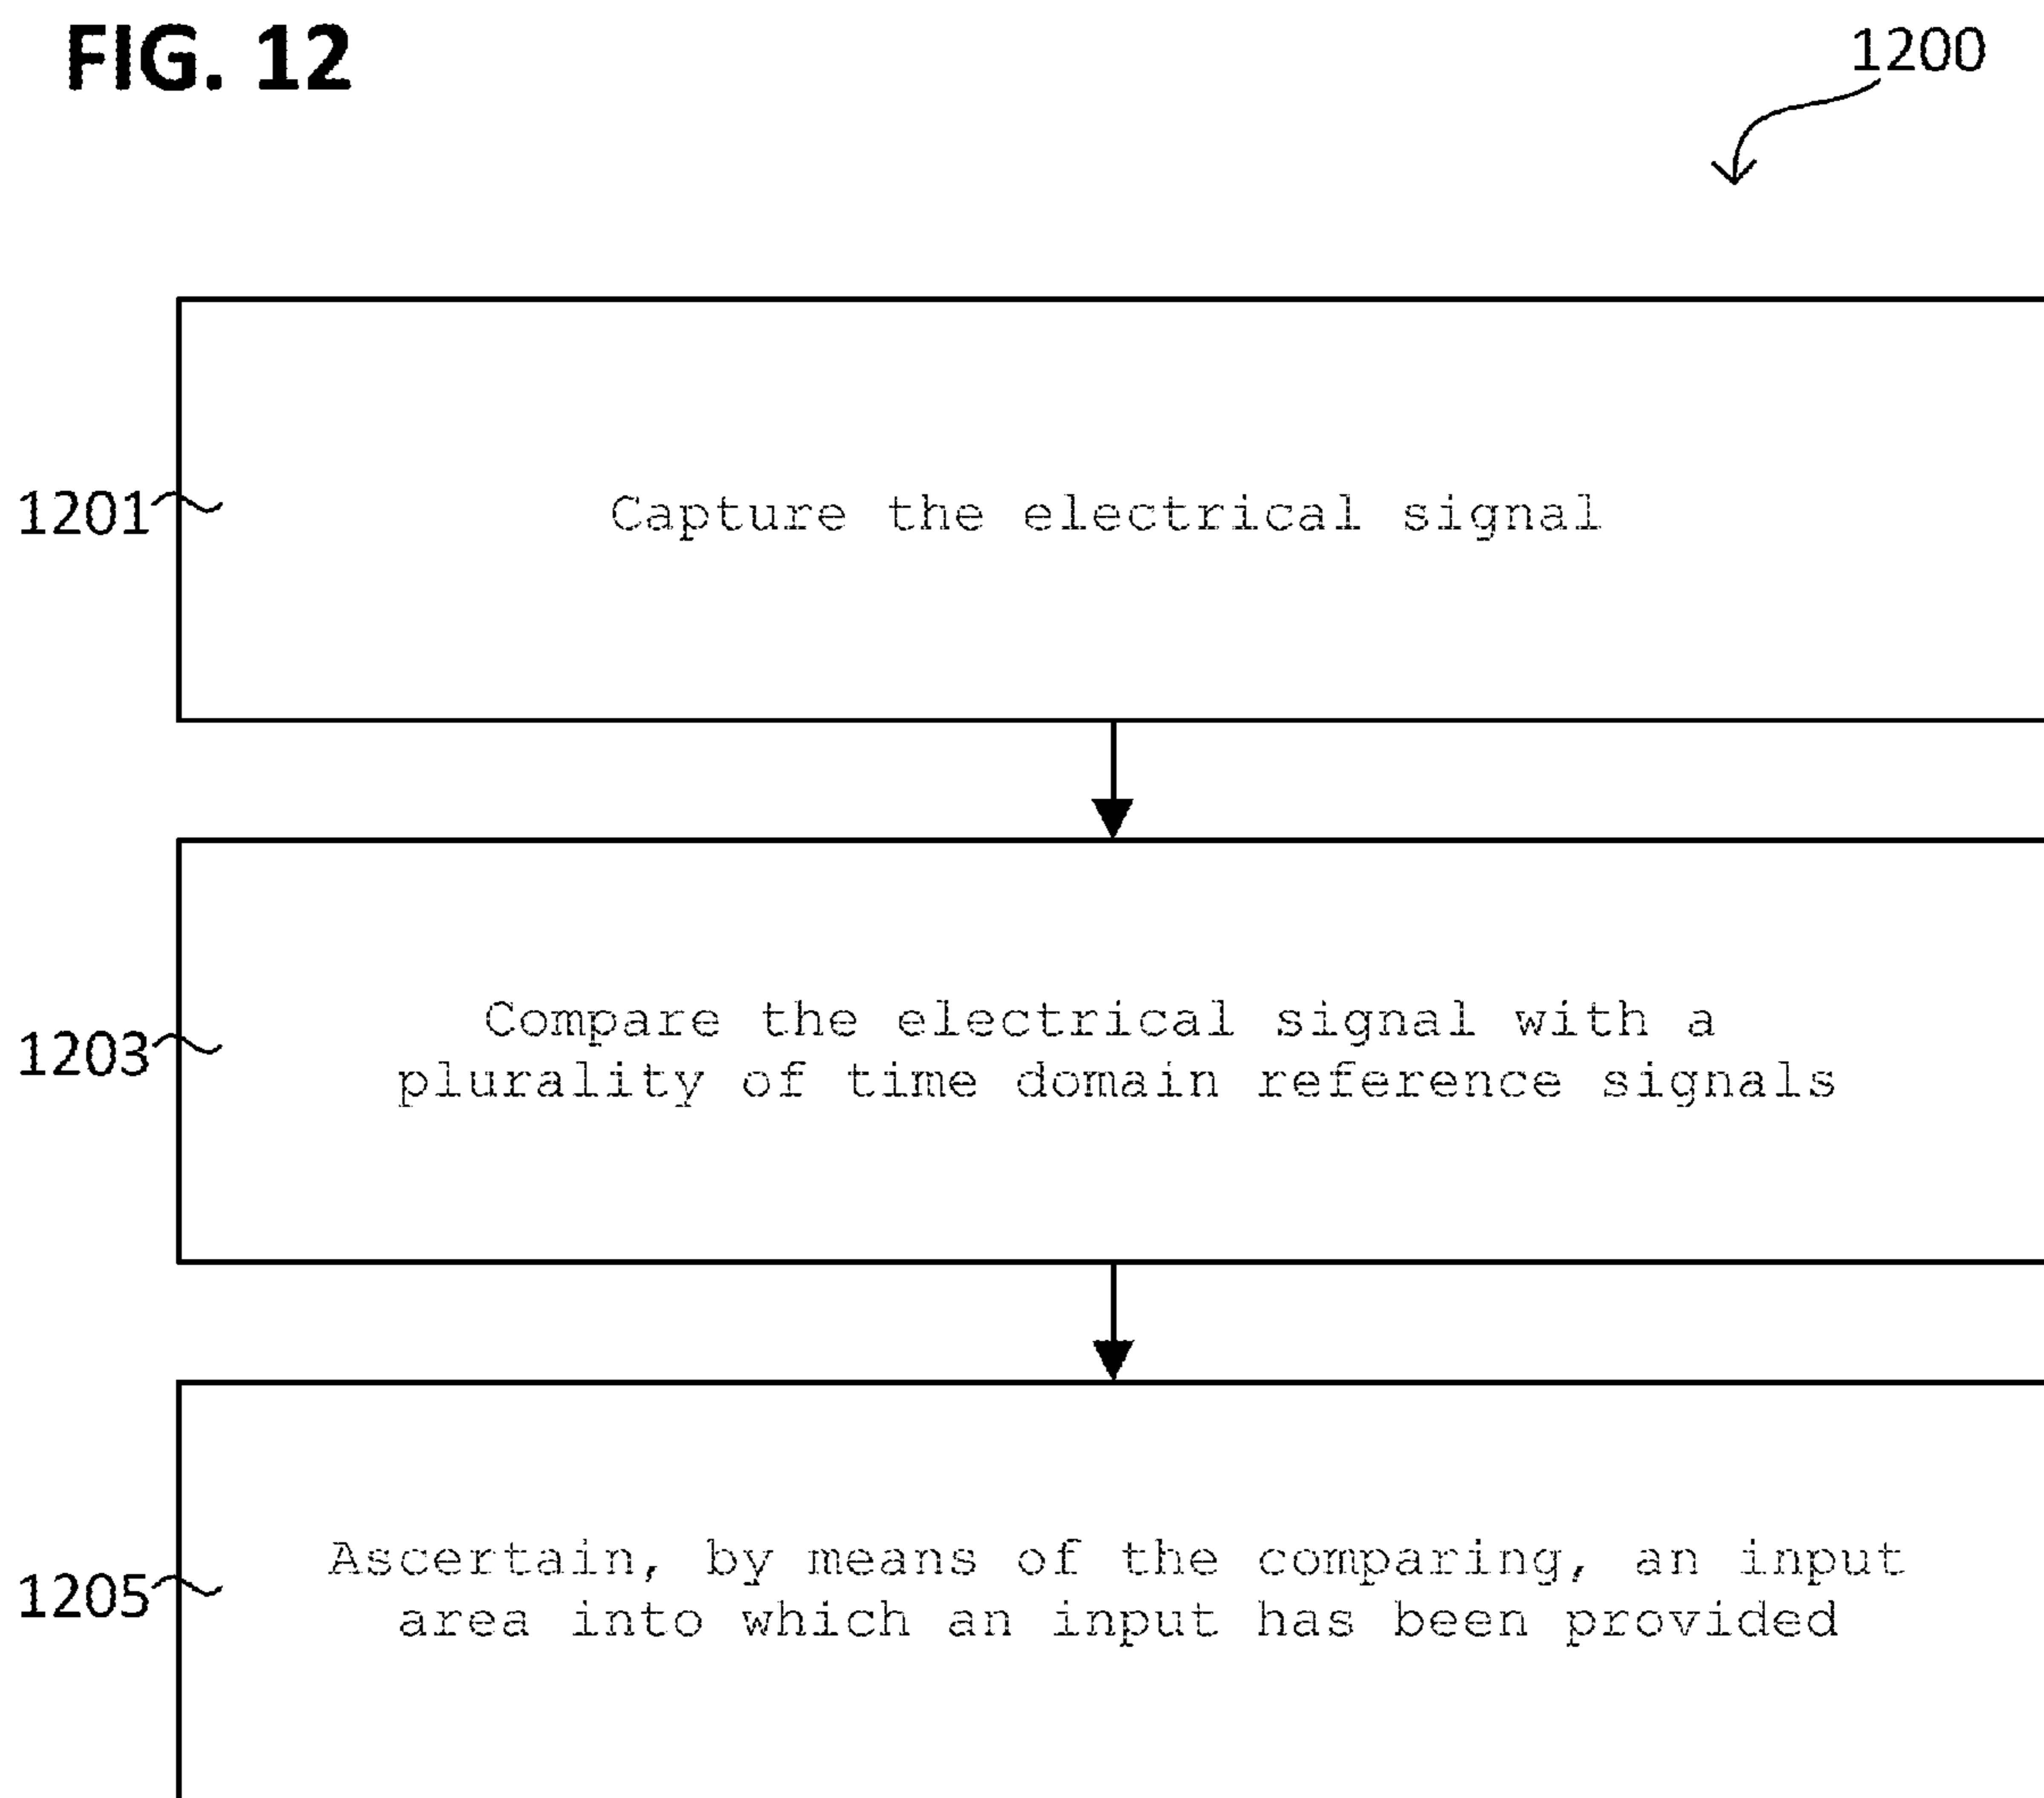 FIG. 12
1200
1201
Capture the electrical signal
1203
Compare the electrical signal with a
plurality of time domain reference signals
1205
Ascertain, by means of the comparing, an input
area into which an input has been provided